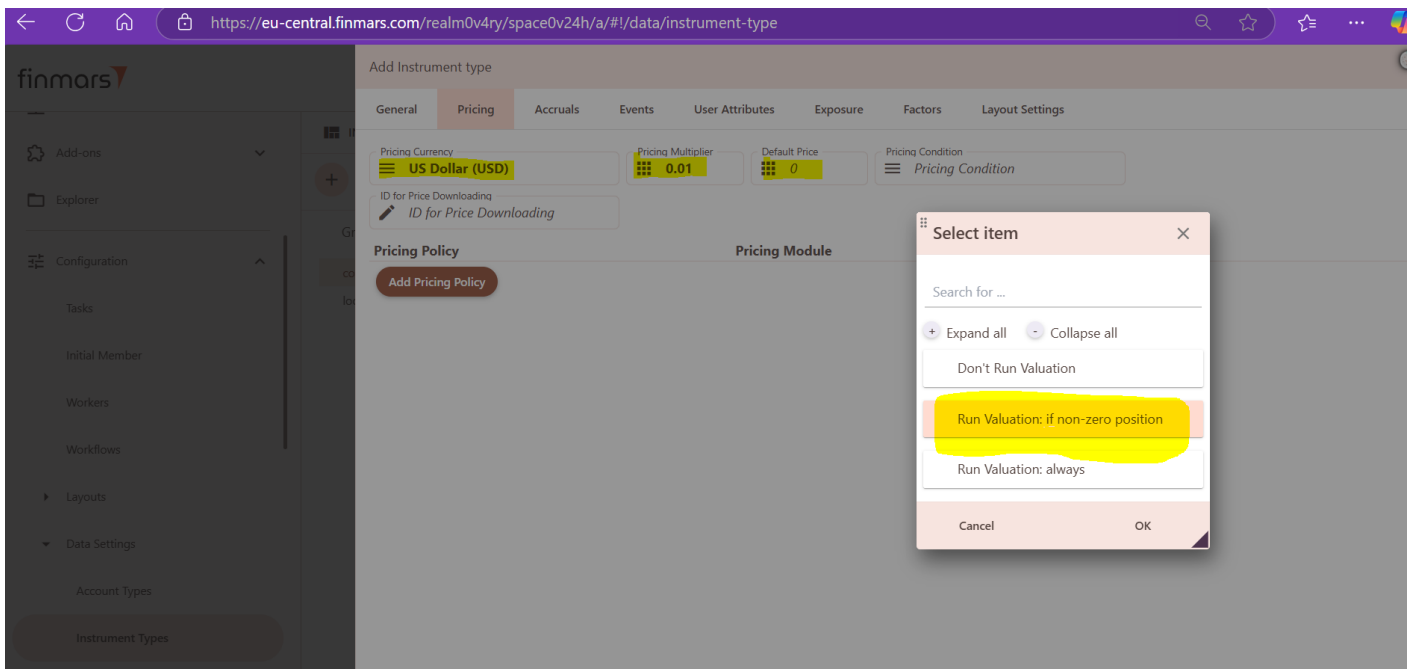 https://eu-central.finmars.com/realm0v4ry/space0v24h/a/#!/data/instrument-type
finmars
Add-ons
Explorer
Configuration
Tasks
Initial Member
Workers
Workflows
Layouts
Data Settings
Account Types
Instrument Types
Add Instrument type
General Pricing Accruals Events User Attributes Exposure Factors Layout Settings
Pricing Currency Pricing Multiplier Default Price Pricing Condition
US Dollar (USD) 0.01 0 Pricing Condition
ID for Price Downloading
ID for Price Downloading
Pricing Policy Pricing Module
Add Pricing Policy
Select item
Search for ...
+ Expand all - Collapse all
Don't Run Valuation
Run Valuation: if non-zero position
Run Valuation: always
Cancel OK